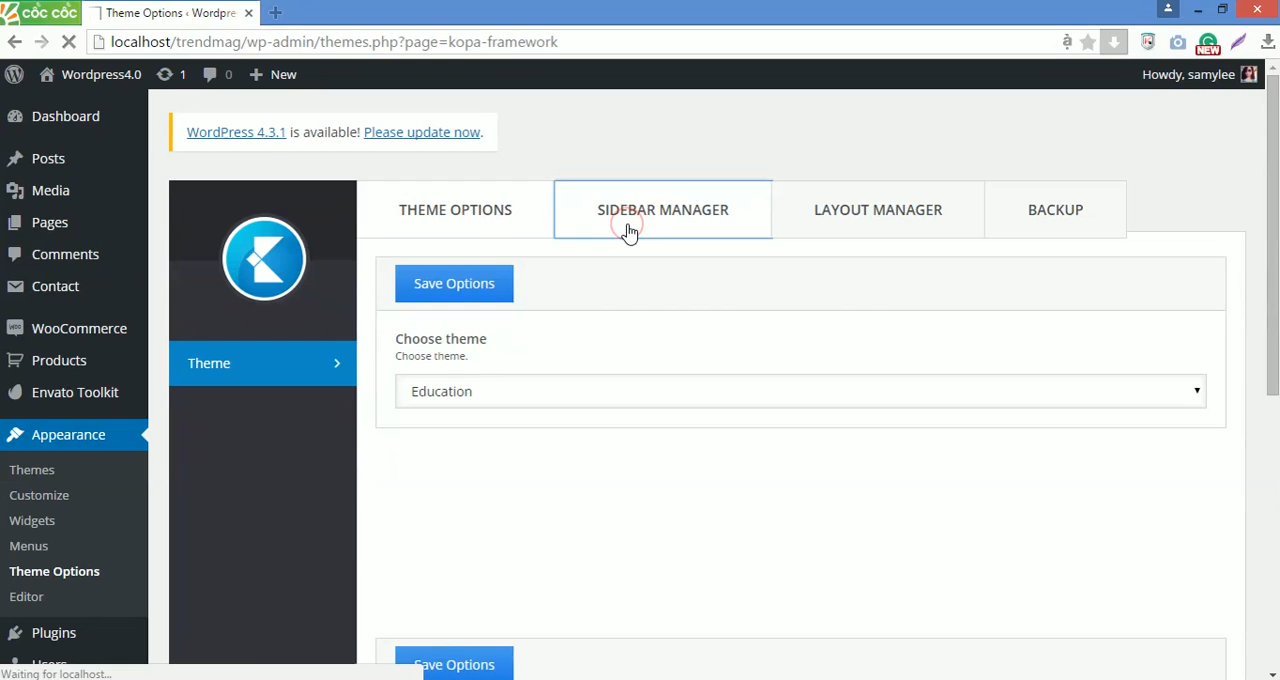 cốc cốc
Theme Options ‹ Wordpre
localhost/trendmag/wp-admin/themes.php?page=kopa-framework
NEW
Wordpress4.0 1 0 New
Howdy, samylee
Dashboard
Posts
Media
Pages
Comments
Contact
WooCommerce
Products
Envato Toolkit
Appearance
Themes
Customize
Widgets
Menus
Theme Options
Editor
Plugins
Users
WordPress 4.3.1 is available! Please update now.
THEME OPTIONS
SIDEBAR MANAGER
LAYOUT MANAGER
BACKUP
Theme
Save Options
Choose theme
Choose theme.
Education
Save Options
Waiting for localhost...